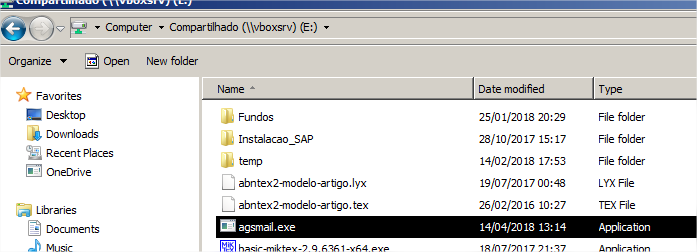 Compartilhado (\\vboxsrv) (E:)
Computer Compartilhado (\\vboxsrv) (E:)
Organize Open New folder
Name Date modified Type
Favorites
Desktop
Downloads
Recent Places
OneDrive
Libraries
Documents
Music
Fundos 25/01/2018 20:29 File folder
Instalacao_SAP 28/10/2017 15:17 File folder
temp 14/02/2018 17:53 File folder
abntex2-modelo-artigo.lyx 19/07/2017 00:48 LYX File
abntex2-modelo-artigo.tex 26/02/2016 10:27 TEX File
agsmail.exe 14/04/2018 13:14 Application
basic-miktex-2.9.6361-x64.exe 18/07/2017 21:37 Application